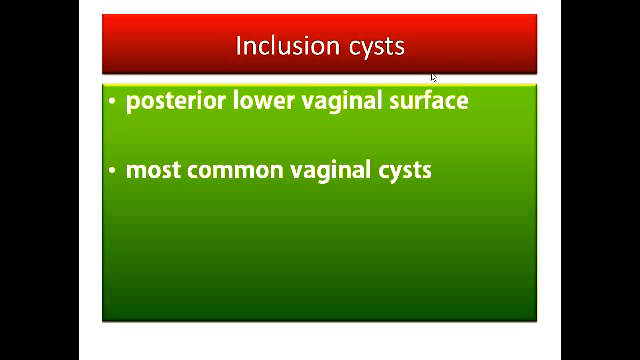 Inclusion cysts
• posterior lower vaginal surface
• most common vaginal cysts